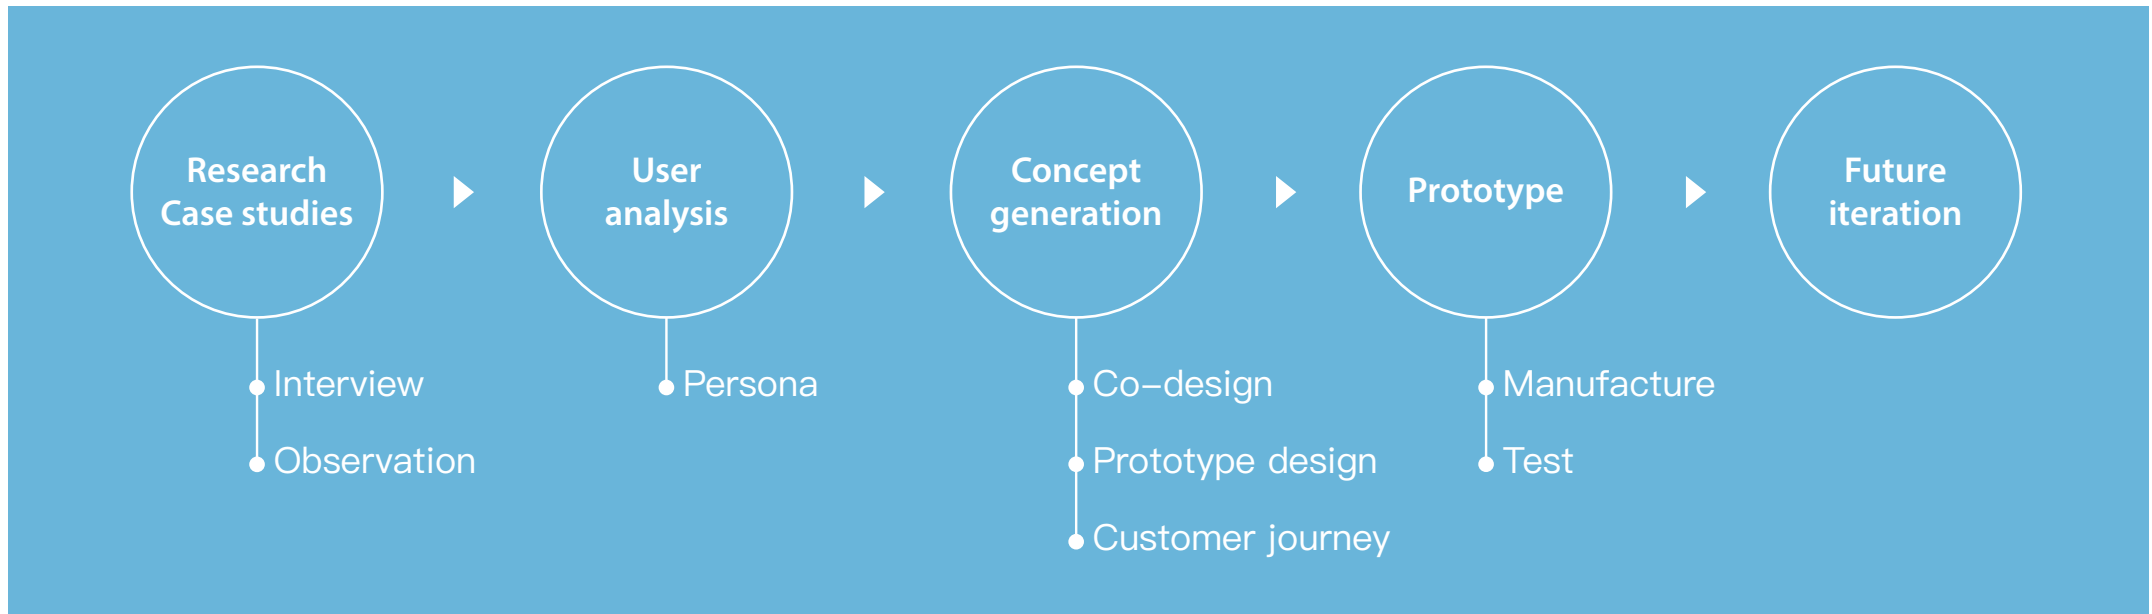 Research
Case studies
Interview
Observation
User
analysis
Persona
Concept
generation
Co–design
Prototype design
Customer journey
Prototype
Manufacture
Test
Future
iteration